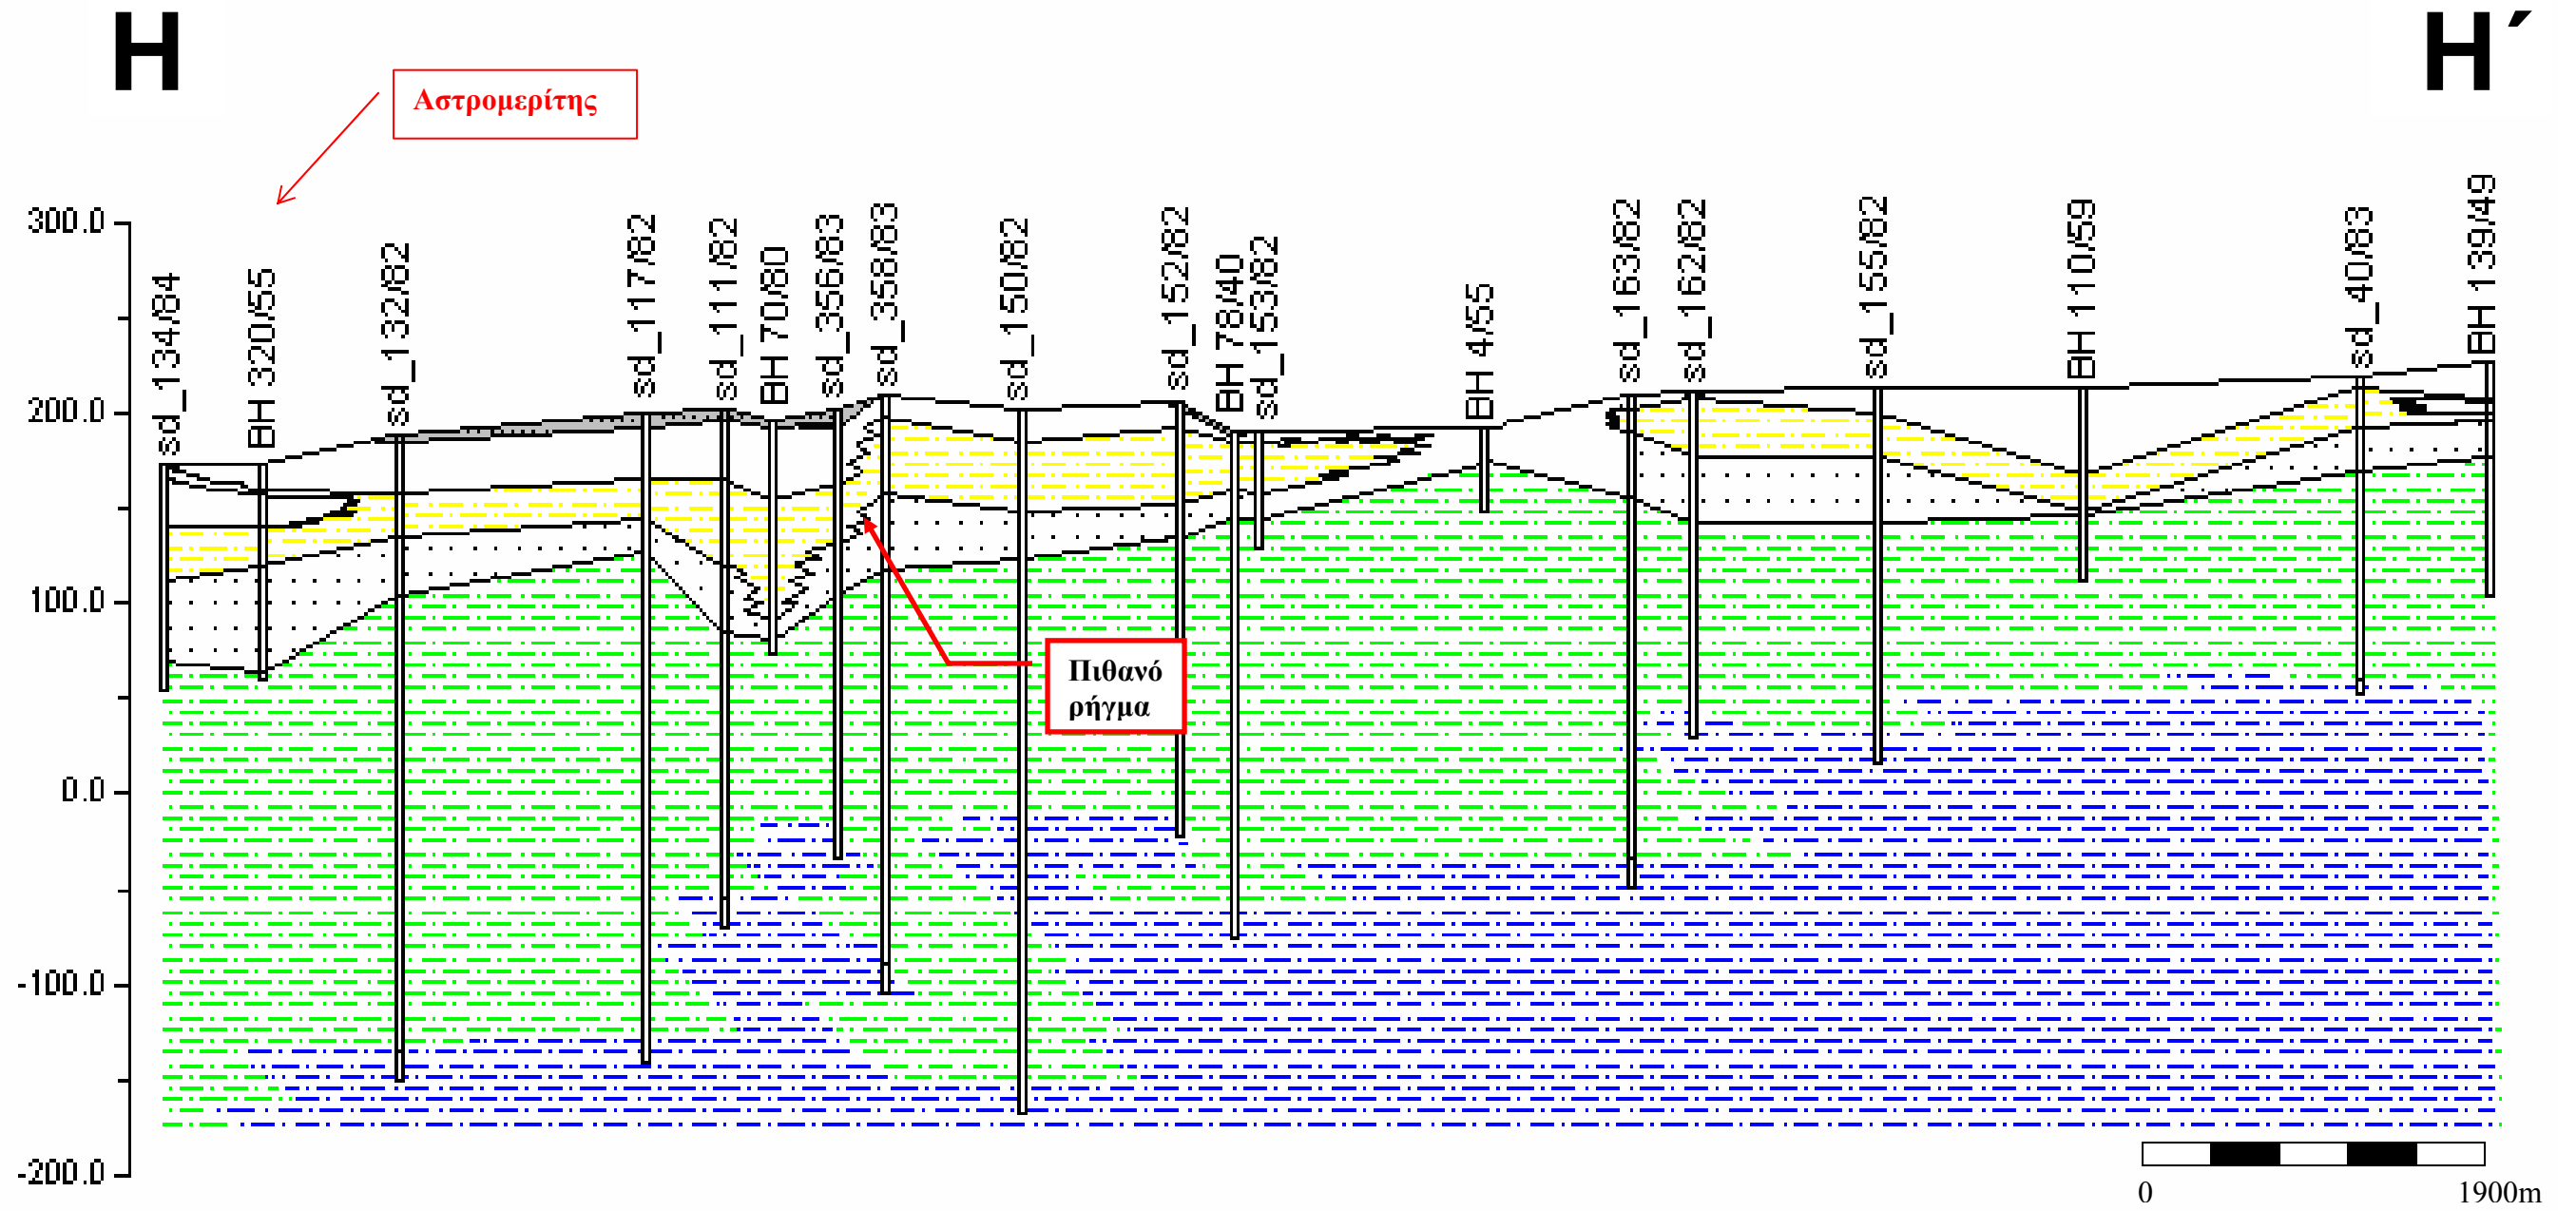 H
H´
Αστρομερίτης
300.0
200.0
100.0
0.0
-100.0
-200.0
sd_134/84
BH 320/55
sd_132/82
sd_117/82
sd_111/82
BH 70/80
sd_356/83
sd_358/83
sd_150/82
sd_152/82
BH 78/40
sd_153/82
BH 4/55
sd_163/82
sd_162/82
sd_155/82
BH 110/59
sd_40/83
BH 139/49
Πιθανό
ρήγμα
0
1900m